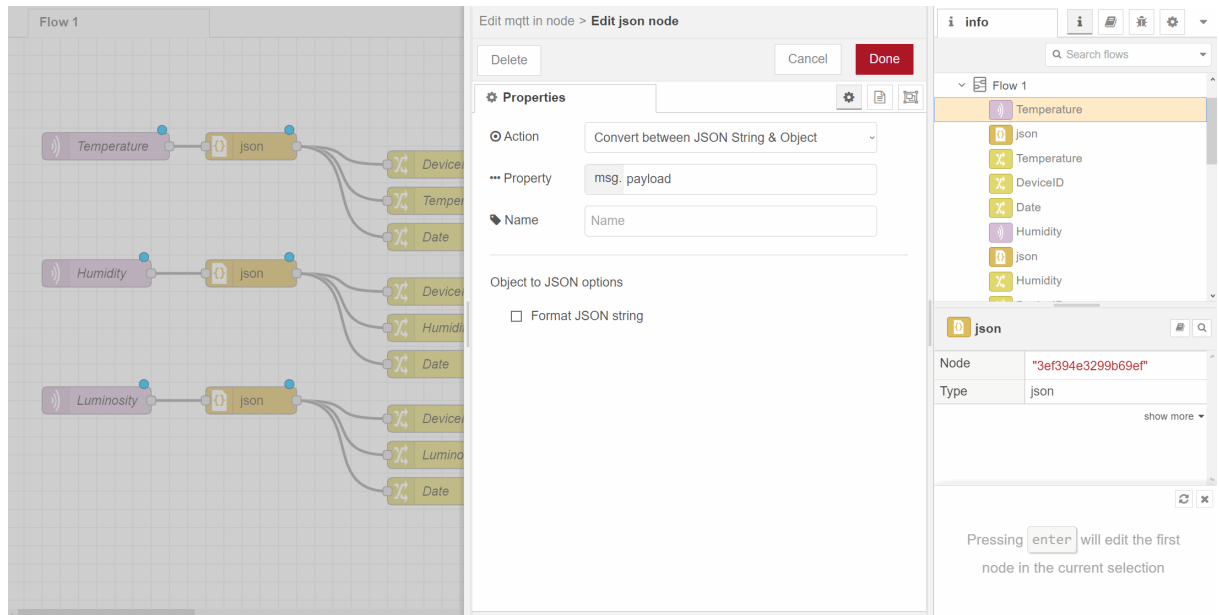 Flow 1
Temperature
json
DeviceI
Temper
Date
Humidity
json
DeviceI
Humidi
Date
Luminosity
json
DeviceI
Lumino
Date
Edit mqtt in node > Edit json node
Delete
Cancel
Done
Properties
Action
Convert between JSON String & Object
Property
msg. payload
Name
Name
Object to JSON options
Format JSON string
i info
i
Search flows
Flow 1
Temperature
json
Temperature
DeviceID
Date
Humidity
json
Humidity
json
Node
"3ef394e3299b69ef"
Type
json
show more
Pressing enter will edit the first
node in the current selection